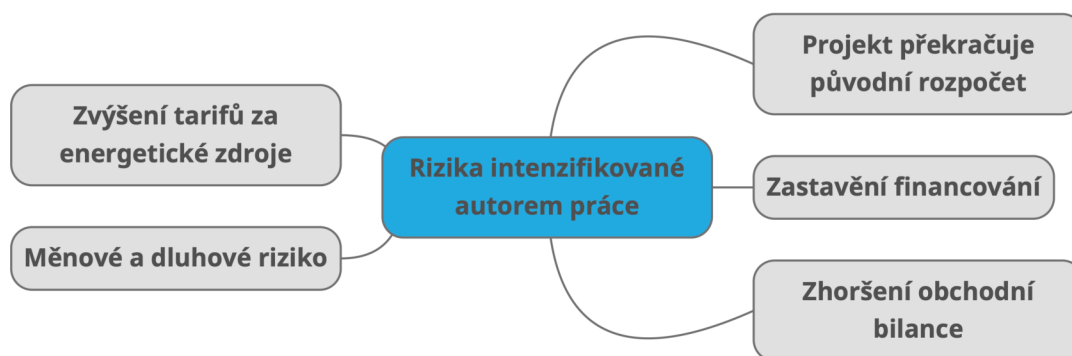 Zvýšení tarifů za
energetické zdroje
Měnové a dluhové riziko
Rizika intenzifikované
autorem práce
Projekt překračuje
původní rozpočet
Zastavění financování
Zhoršení obchodní
bilance